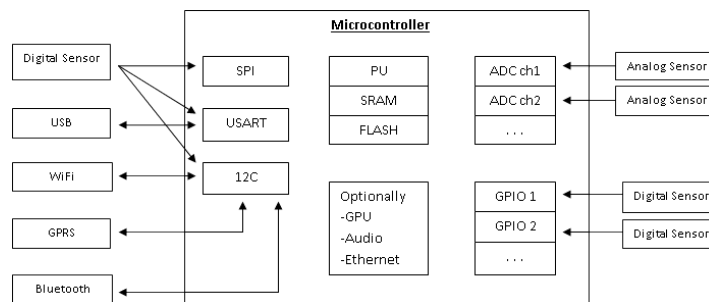 Microcontroller
Digital Sensor
USB
WiFi
GPRS
Bluetooth
SPI
USART
12C
PU
SRAM
FLASH
Optionally
-GPU
-Audio
-Ethernet
ADC ch1
ADC ch2
. . .
GPIO 1
GPIO 2
. . .
Analog Sensor
Analog Sensor
Digital Sensor
Digital Sensor